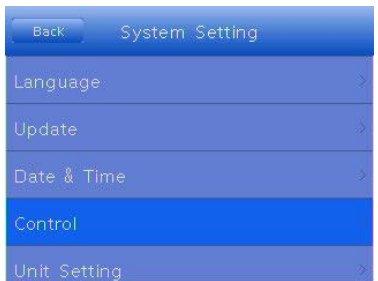 Back System Setting
Language
Update
Date & Time
Control
Unit Setting